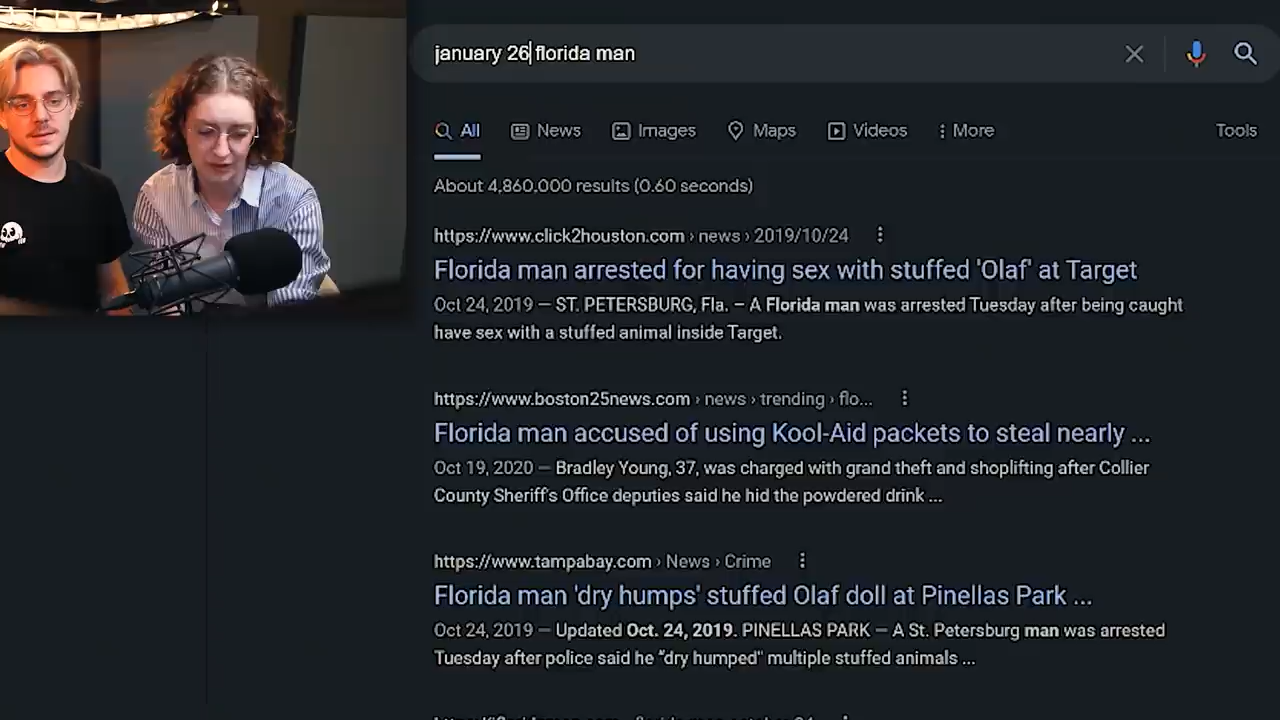 january 26 florida man
All
News
Images
Maps
Videos
More
Tools
About 4,860,000 results (0.60 seconds)
https://www.click2houston.com › news › 2019/10/24
Florida man arrested for having sex with stuffed 'Olaf' at Target
Oct 24, 2019 — ST. PETERSBURG, Fla. – A Florida man was arrested Tuesday after being caught
have sex with a stuffed animal inside Target.
https://www.boston25news.com › news › trending › flo...
Florida man accused of using Kool-Aid packets to steal nearly ...
Oct 19, 2020 — Bradley Young, 37, was charged with grand theft and shoplifting after Collier
County Sheriff's Office deputies said he hid the powdered drink ...
https://www.tampabay.com › News › Crime
Florida man 'dry humps' stuffed Olaf doll at Pinellas Park ...
Oct 24, 2019 — Updated Oct. 24, 2019. PINELLAS PARK — A St. Petersburg man was arrested
Tuesday after police said he “dry humped" multiple stuffed animals ...